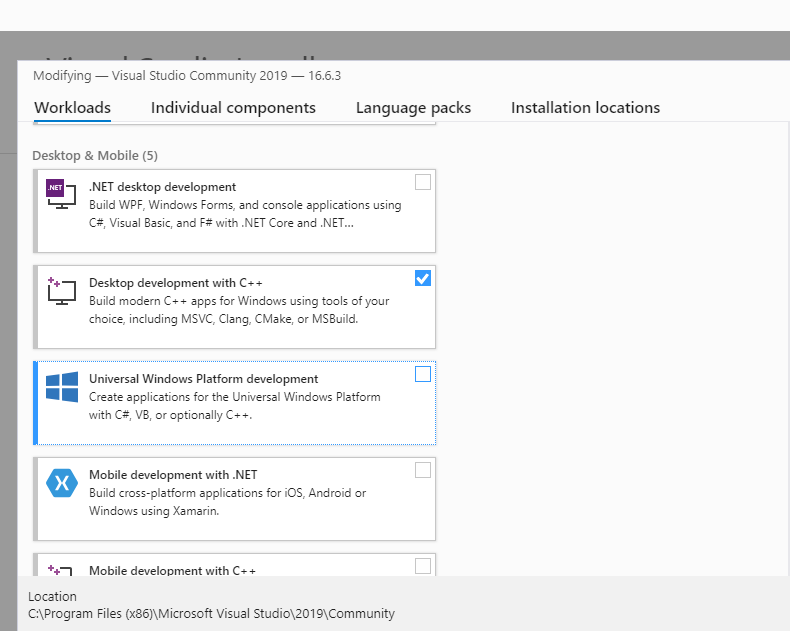 Modifying — Visual Studio Community 2019 — 16.6.3
Workloads Individual components Language packs Installation locations
Desktop & Mobile (5)
.NET
.NET desktop development
Build WPF, Windows Forms, and console applications using
C#, Visual Basic, and F# with .NET Core and .NET...
Desktop development with C++
Build modern C++ apps for Windows using tools of your
choice, including MSVC, Clang, CMake, or MSBuild.
Universal Windows Platform development
Create applications for the Universal Windows Platform
with C#, VB, or optionally C++.
Mobile development with .NET
Build cross-platform applications for iOS, Android or
Windows using Xamarin.
Mobile development with C++
Location
C:\Program Files (x86)\Microsoft Visual Studio\2019\Community